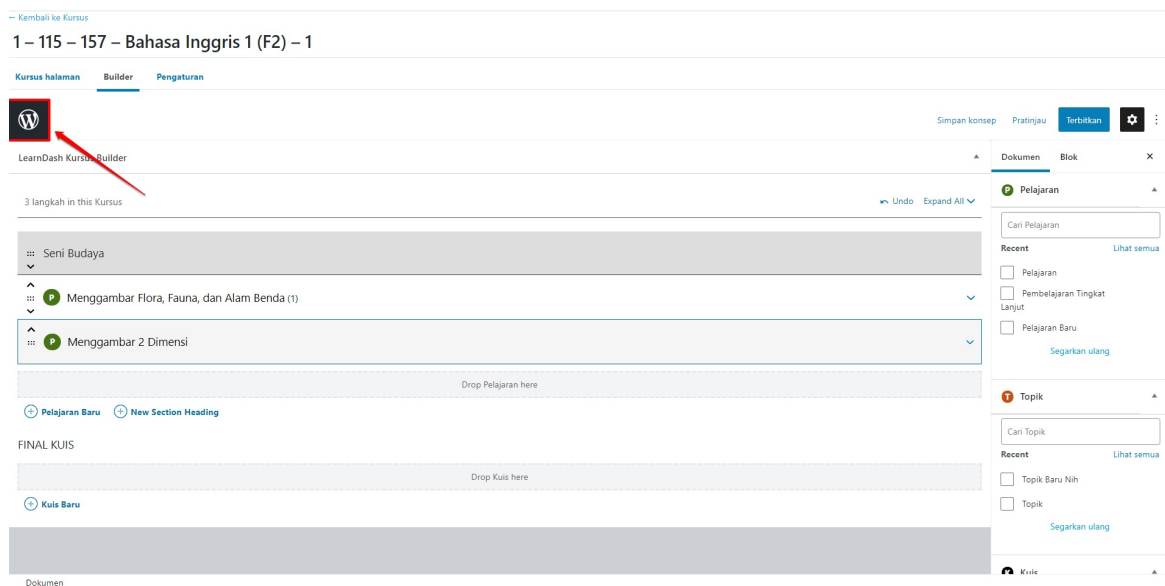 ← Kembali ke Kursus
1 – 115 – 157 – Bahasa Inggris 1 (F2) – 1
Kursus halaman Builder Pengaturan
Simpan konsep Pratinjau Terbitkan
LearnDash Kursus Builder
Dokumen Blok
3 langkah in this Kursus
Undo Expand All
Seni Budaya
P Menggambar Flora, Fauna, dan Alam Benda (1)
P Menggambar 2 Dimensi
Drop Pelajaran here
Pelajaran Baru New Section Heading
FINAL KUIS
Drop Kuis here
Kuis Baru
P Pelajaran
Cari Pelajaran
Recent Lihat semua
Pelajaran
Pembelajaran Tingkat
Lanjut
Pelajaran Baru
Segarkan ulang
T Topik
Cari Topik
Recent Lihat semua
Topik Baru Nih
Topik
Segarkan ulang
Kuis
Dokumen